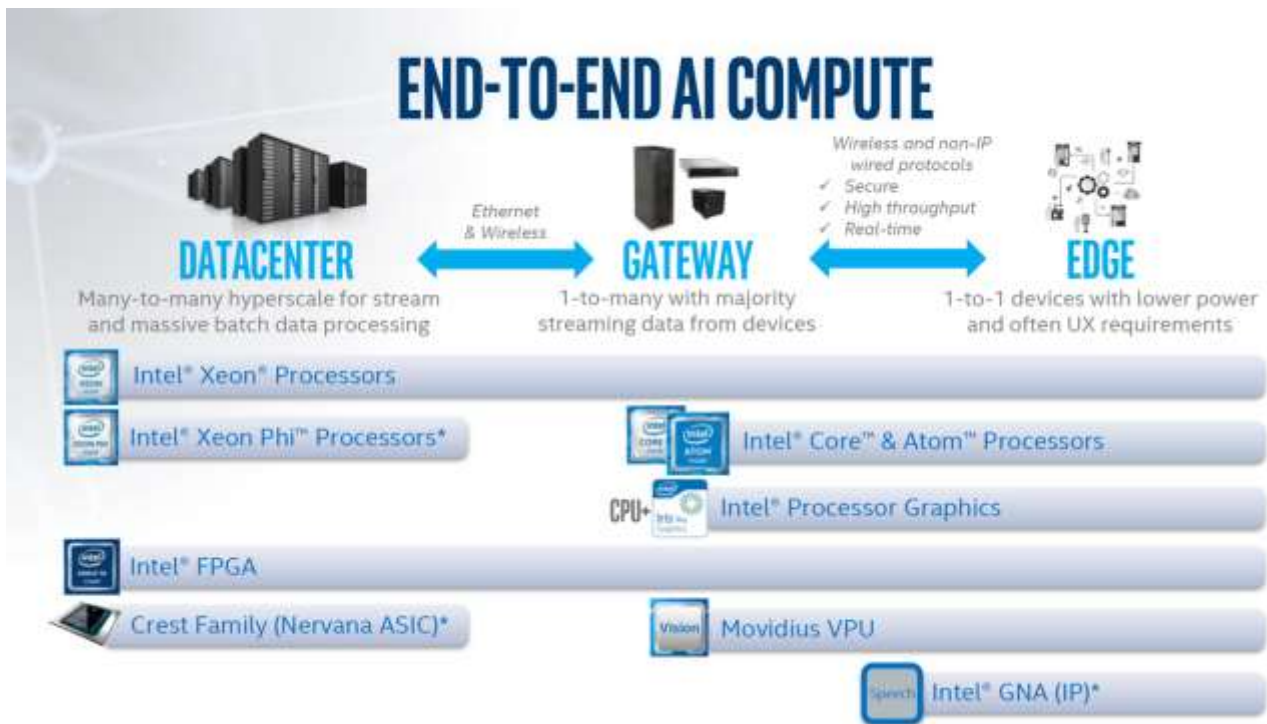 END-TO-END AI COMPUTE
Ethernet
& Wireless
Wireless and non-IP
wired protocols
✓ Secure
✓ High throughput
✓ Real-time
DATACENTER
GATEWAY
EDGE
Many-to-many hyperscale for stream
and massive batch data processing
1-to-many with majority
streaming data from devices
1-to-1 devices with lower power
and often UX requirements
Intel® Xeon® Processors
Intel® Xeon Phi™ Processors*
Intel® Core™ & Atom™ Processors
CPU+
Intel® Processor Graphics
Intel® FPGA
Crest Family (Nervana ASIC)*
Vision
Movidius VPU
Speech
Intel® GNA (IP)*